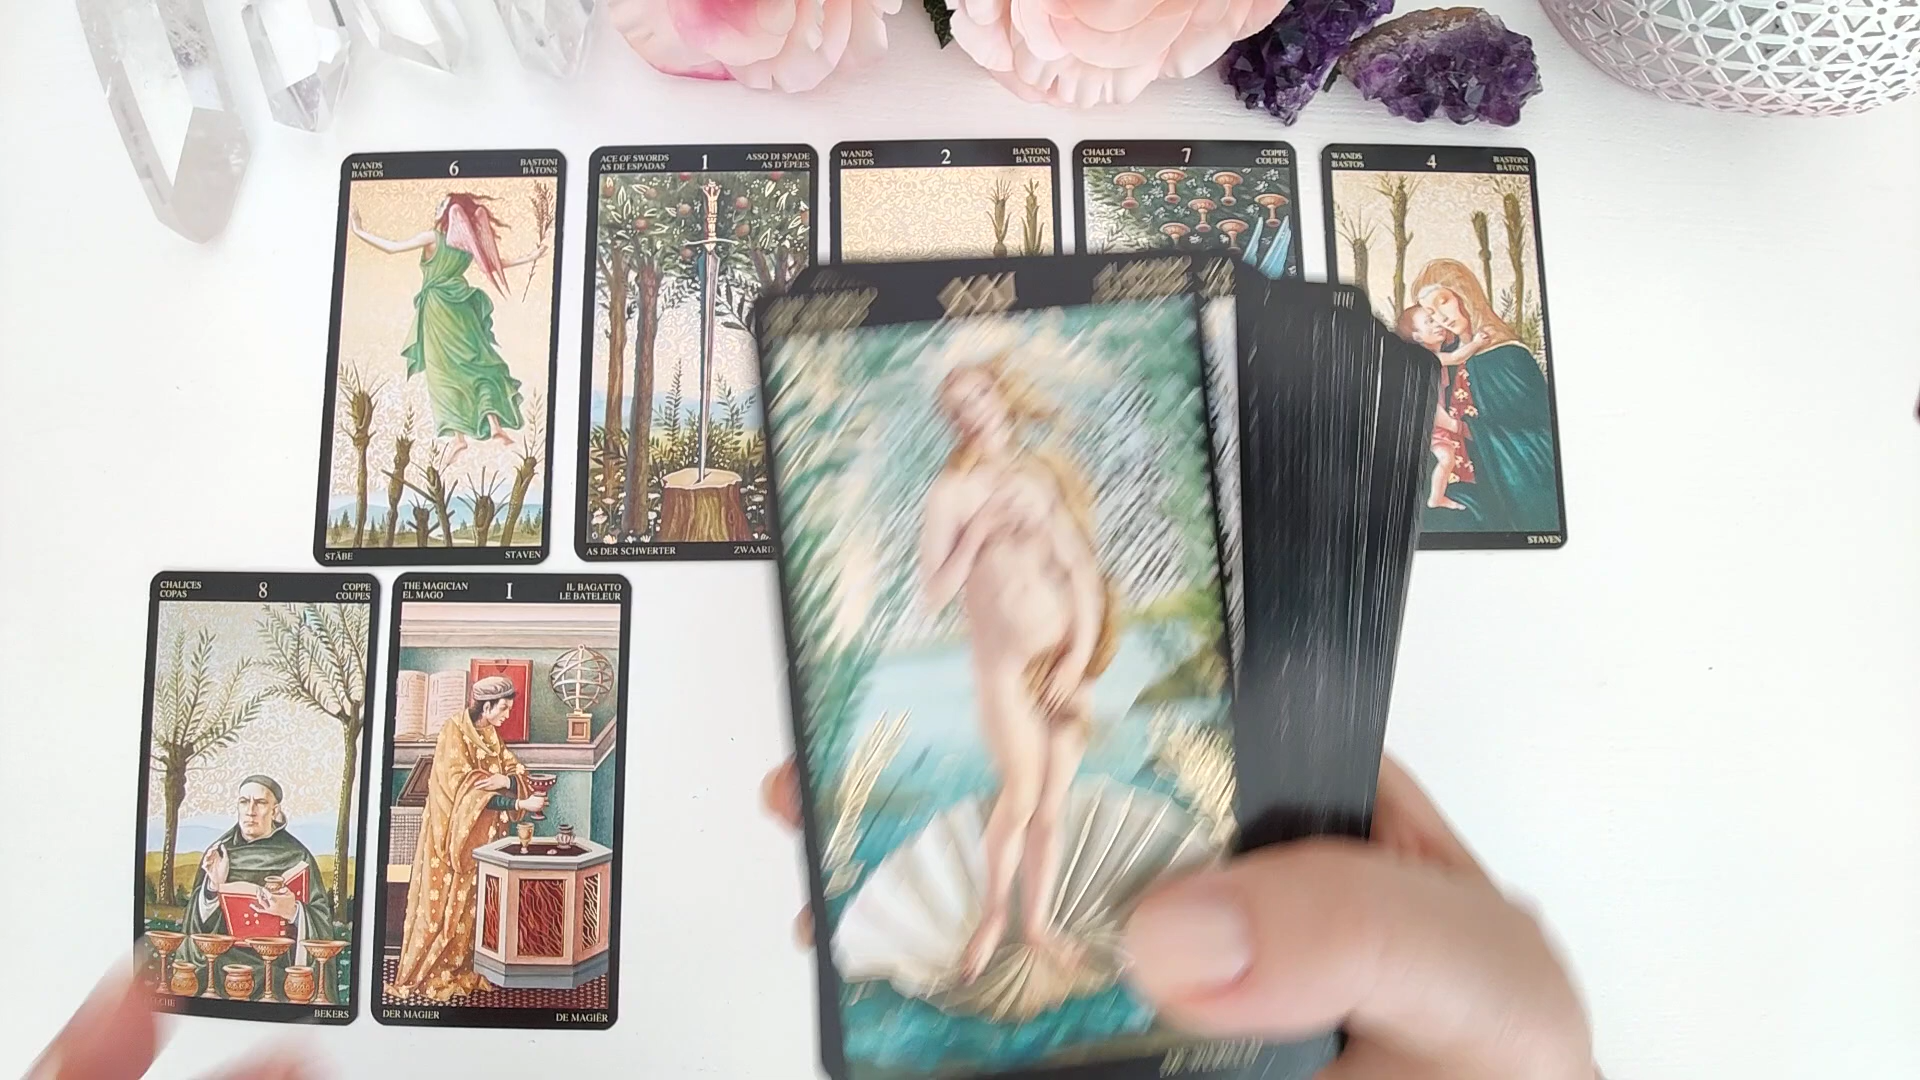 WANDS
BASTOS
6
BASTONI
BÂTONS
STÄBE
STAVEN
ACE OF SWORDS
AS DE ESPADAS
1
ASSO DI SPADE
AS D'ÉPÉES
AS DER SCHWERTER
WANDS
BASTOS
2
BASTONI
BÂTONS
CHALICES
COPAS
7
COPPE
COUPES
WANDS
BASTOS
4
BASTONI
BÂTONS
STAVEN
CHALICES
COPAS
8
COPPE
COUPES
BEKERS
THE MAGICIAN
EL MAGO
I
IL BAGATTO
LE BATELEUR
DER MAGIER
DE MAGIËR